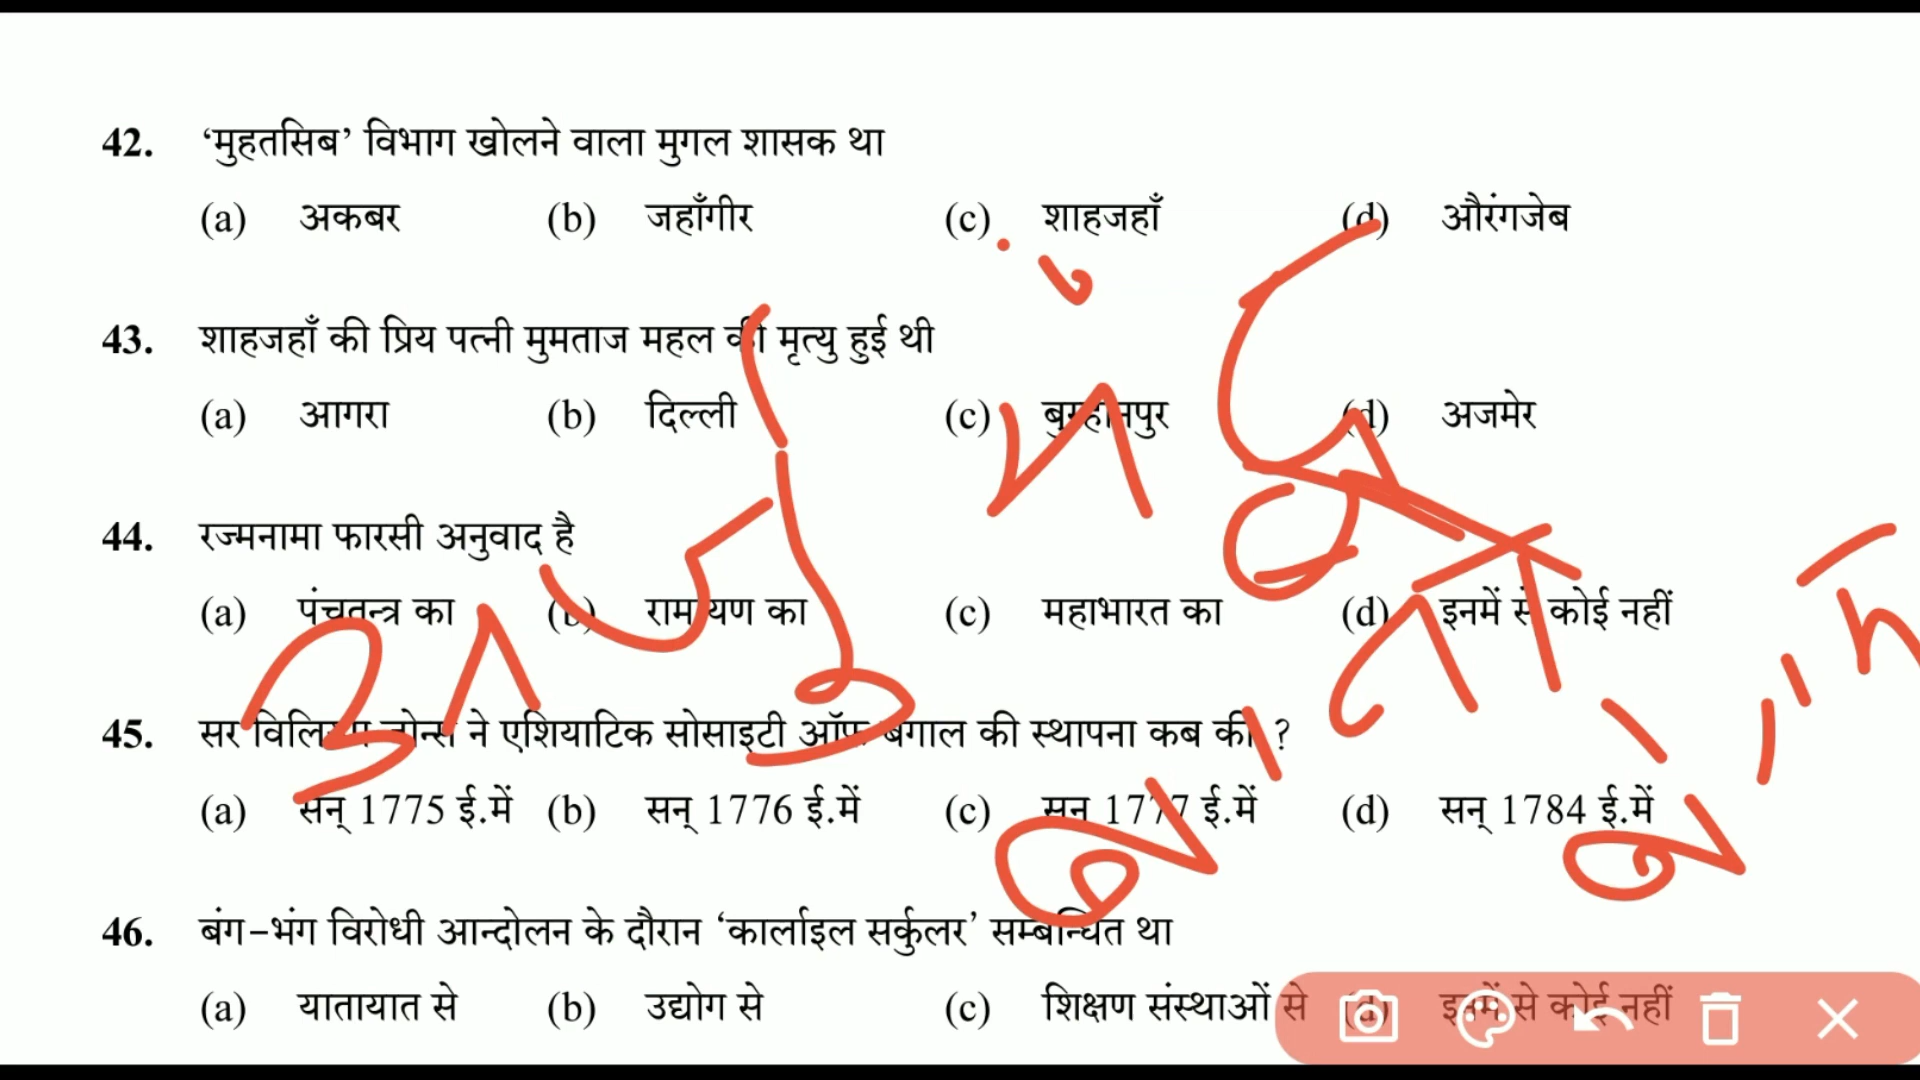 42. ‘मुहतसिब’ विभाग खोलने वाला मुगल शासक था
(a) अकबर (b) जहाँगीर (c) शाहजहाँ (d) औरंगजेब
43. शाहजहाँ की प्रिय पत्नी मुमताज महल की मृत्यु हुई थी
(a) आगरा (b) दिल्ली (c) बुरहानपुर (d) अजमेर
44. रज्मनामा फारसी अनुवाद है
(a) पंचतन्त्र का (b) रामायण का (c) महाभारत का (d) इनमें से कोई नहीं
45. सर विलियम जोन्स ने एशियाटिक सोसाइटी ऑफ बंगाल की स्थापना कब की ?
(a) सन् 1775 ई.में (b) सन् 1776 ई.में (c) सन् 1777 ई.में (d) सन् 1784 ई.में
46. बंग-भंग विरोधी आन्दोलन के दौरान ‘कार्लाइल सर्कुलर’ सम्बन्धित था
(a) यातायात से (b) उद्योग से (c) शिक्षण संस्थाओं से (d) इनमें से कोई नहीं